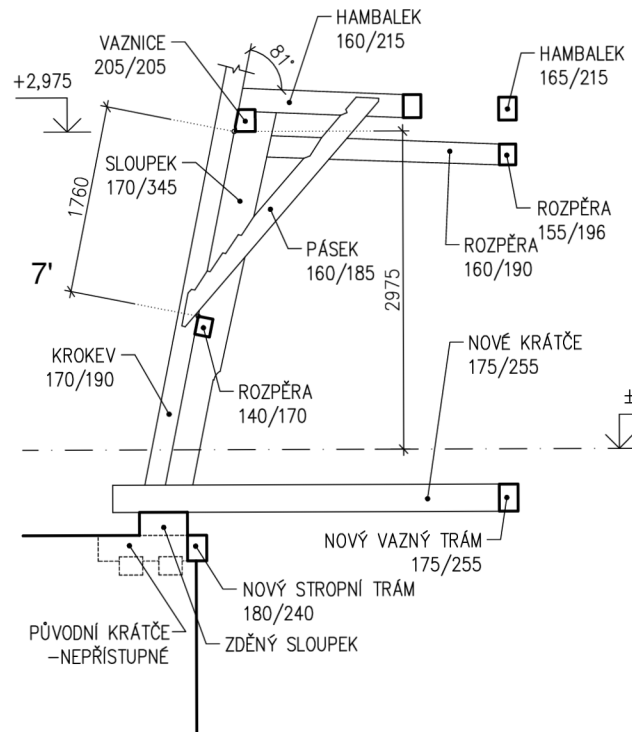 HAMBALEK
160/215
VAZNICE
205/205
81°
HAMBALEK
165/215
+2,975
SLOUPEK
170/345
1760
ROZPĚRA
155/196
PÁSEK
160/185
ROZPĚRA
160/190
7'
2975
KROKEV
170/190
ROZPĚRA
140/170
NOVÉ KRÁTČE
175/255
±
NOVÝ VAZNÝ TRÁM
175/255
NOVÝ STROPNÍ TRÁM
180/240
PŮVODNÍ KRÁTČE
–NEPŘÍSTUPNÉ
ZDĚNÝ SLOUPEK